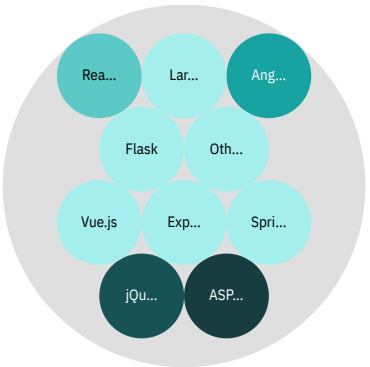 Rea...
Lar...
Ang...
Flask
Oth...
Vue.js
Exp...
Spri...
jQu...
ASP...